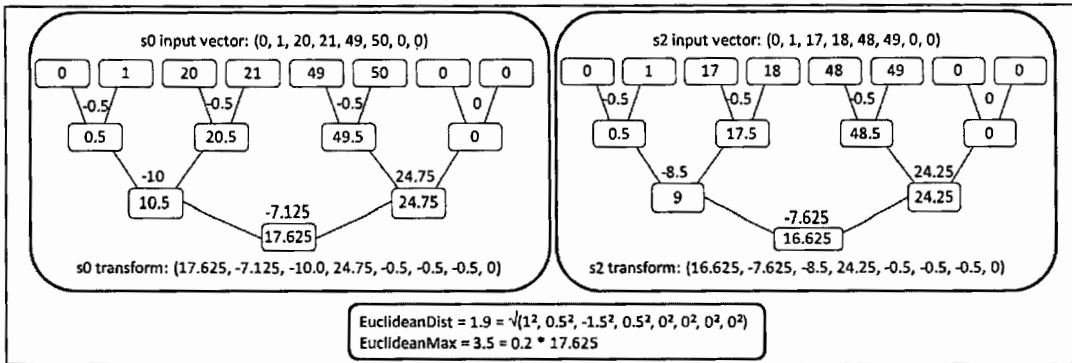 s0 input vector: (0, 1, 20, 21, 49, 50, 0, 0)
0 1 20 21 49 50 0 0
-0.5 -0.5 -0.5 0
0.5 20.5 49.5 0
-10 24.75
10.5 24.75
-7.125
17.625
s0 transform: (17.625, -7.125, -10.0, 24.75, -0.5, -0.5, -0.5, 0)
s2 input vector: (0, 1, 17, 18, 48, 49, 0, 0)
0 1 17 18 48 49 0 0
-0.5 -0.5 -0.5 0
0.5 17.5 48.5 0
-8.5 24.25
9 24.25
-7.625
16.625
s2 transform: (16.625, -7.625, -8.5, 24.25, -0.5, -0.5, -0.5, 0)
EuclideanDist = 1.9 = √(1², 0.5², -1.5², 0.5², 0², 0², 0², 0²)
EuclideanMax = 3.5 = 0.2 * 17.625